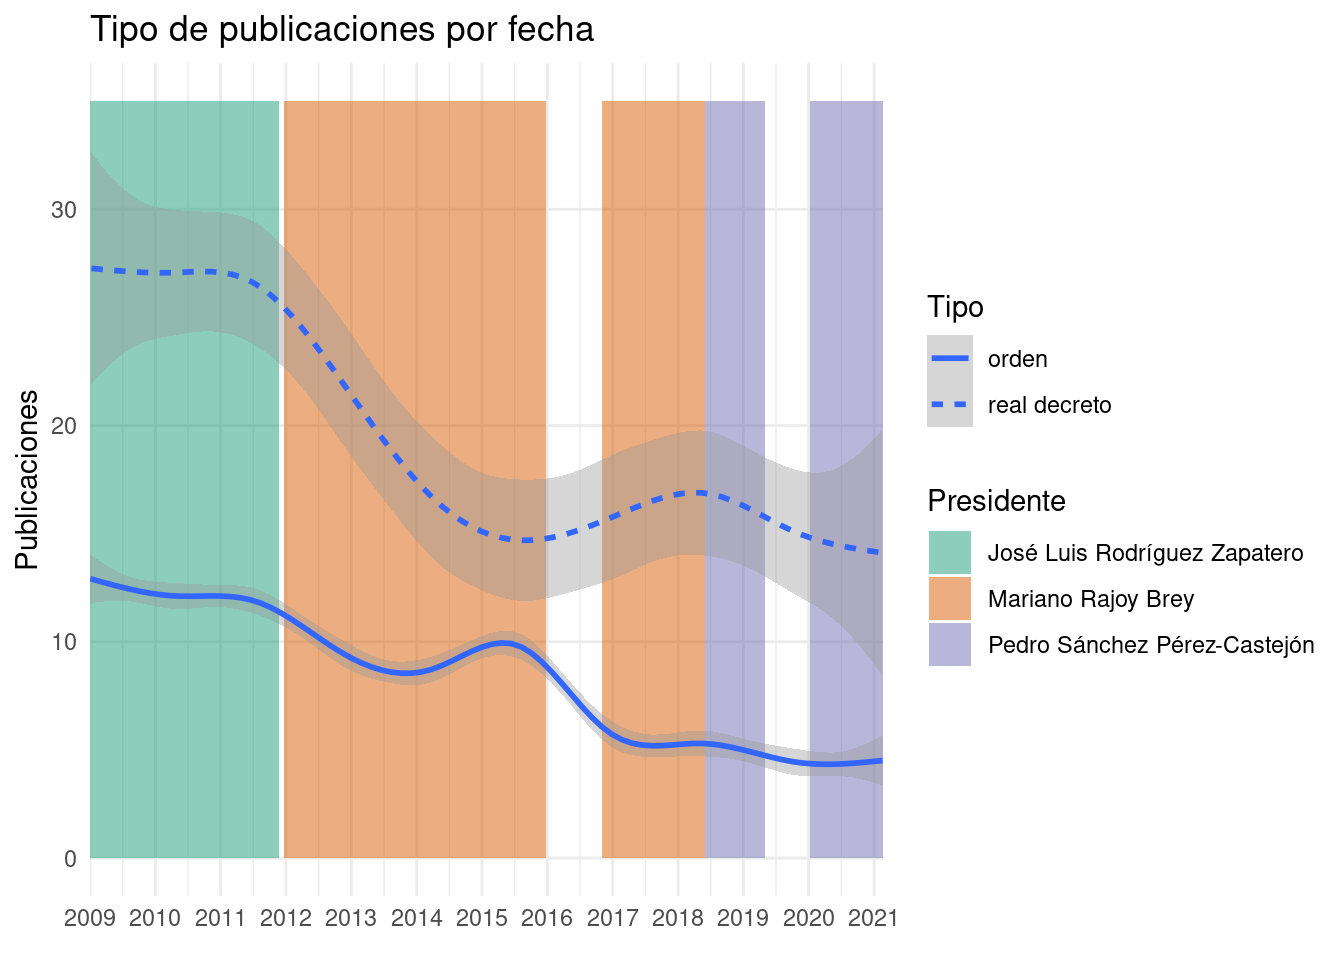 Tipo de publicaciones por fecha
Publicaciones
30
20
10
0
2009 2010 2011 2012 2013 2014 2015 2016 2017 2018 2019 2020 2021
Tipo
orden
real decreto
Presidente
José Luis Rodríguez Zapatero
Mariano Rajoy Brey
Pedro Sánchez Pérez-Castejón